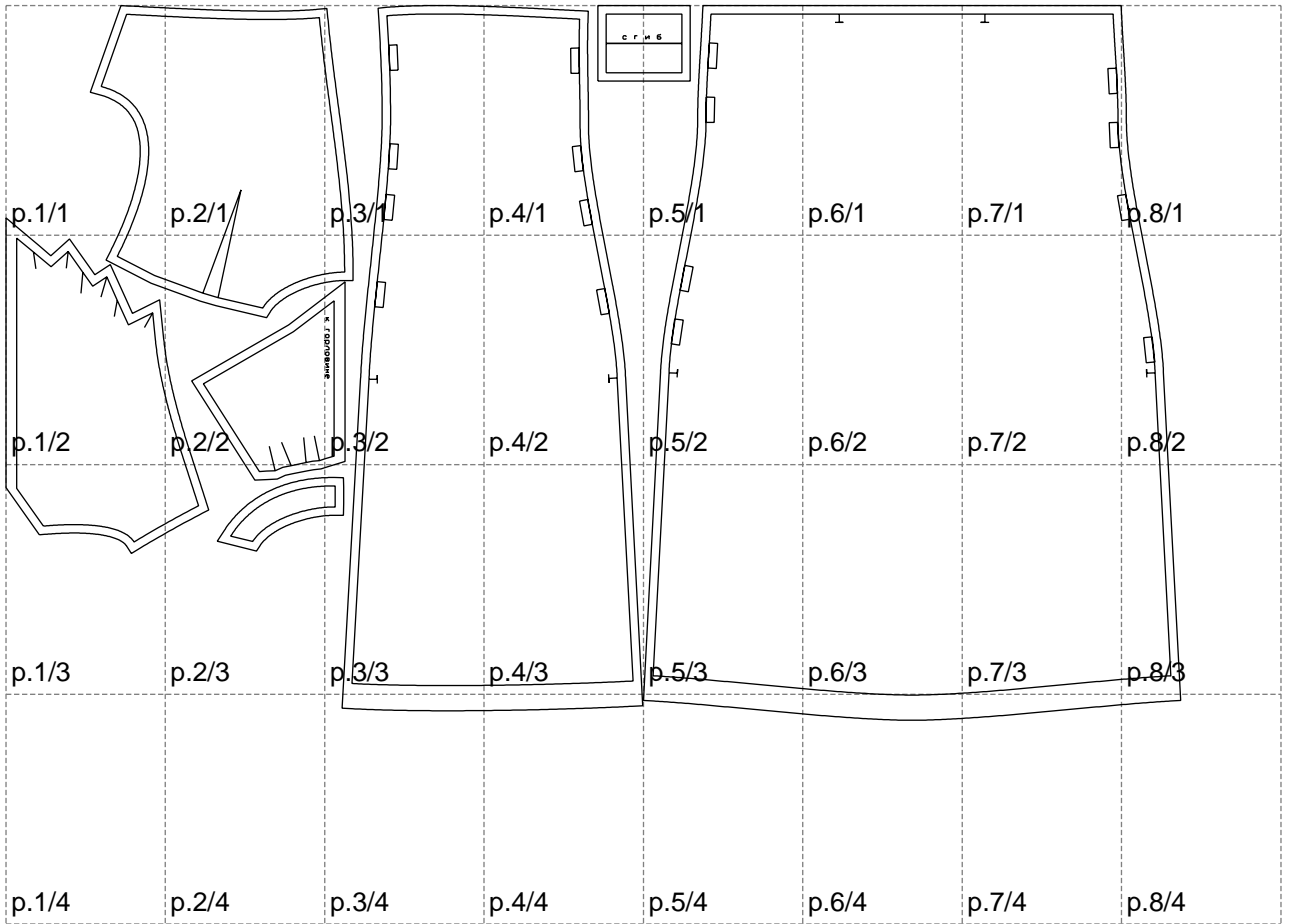 сгиб
p.1/1 p.2/1 p.3/1 p.4/1 p.5/1 p.6/1 p.7/1 p.8/1
к горловине
p.1/2 p.2/2 p.3/2 p.4/2 p.5/2 p.6/2 p.7/2 p.8/2
p.1/3 p.2/3 p.3/3 p.4/3 p.5/3 p.6/3 p.7/3 p.8/3
p.1/4 p.2/4 p.3/4 p.4/4 p.5/4 p.6/4 p.7/4 p.8/4